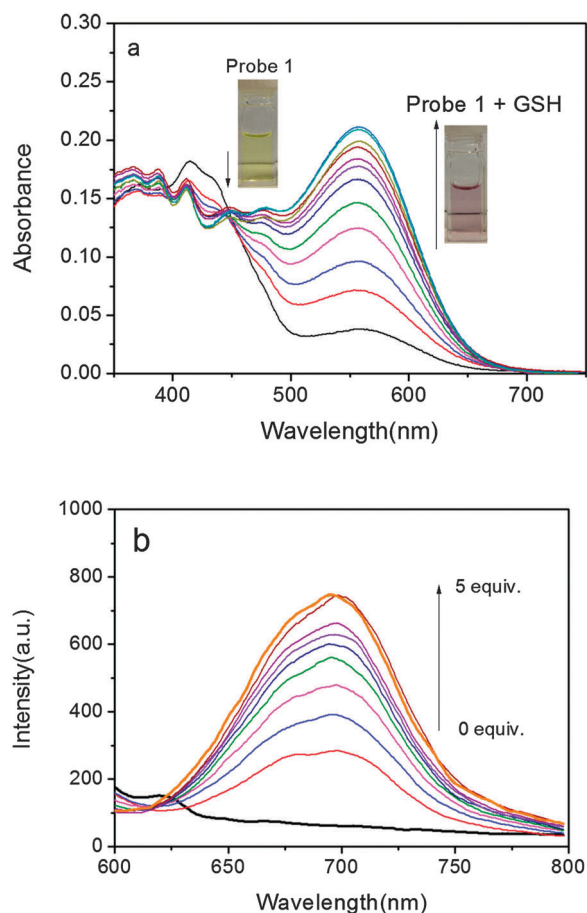 a
Probe 1
Probe 1 + GSH
0.30
0.25
0.20
0.15
0.10
0.05
0.00
Absorbance
400 500 600 700
Wavelength(nm)
b
5 equiv.
0 equiv.
1000
800
600
400
200
0
Intensity(a.u.)
600 650 700 750 800
Wavelength(nm)